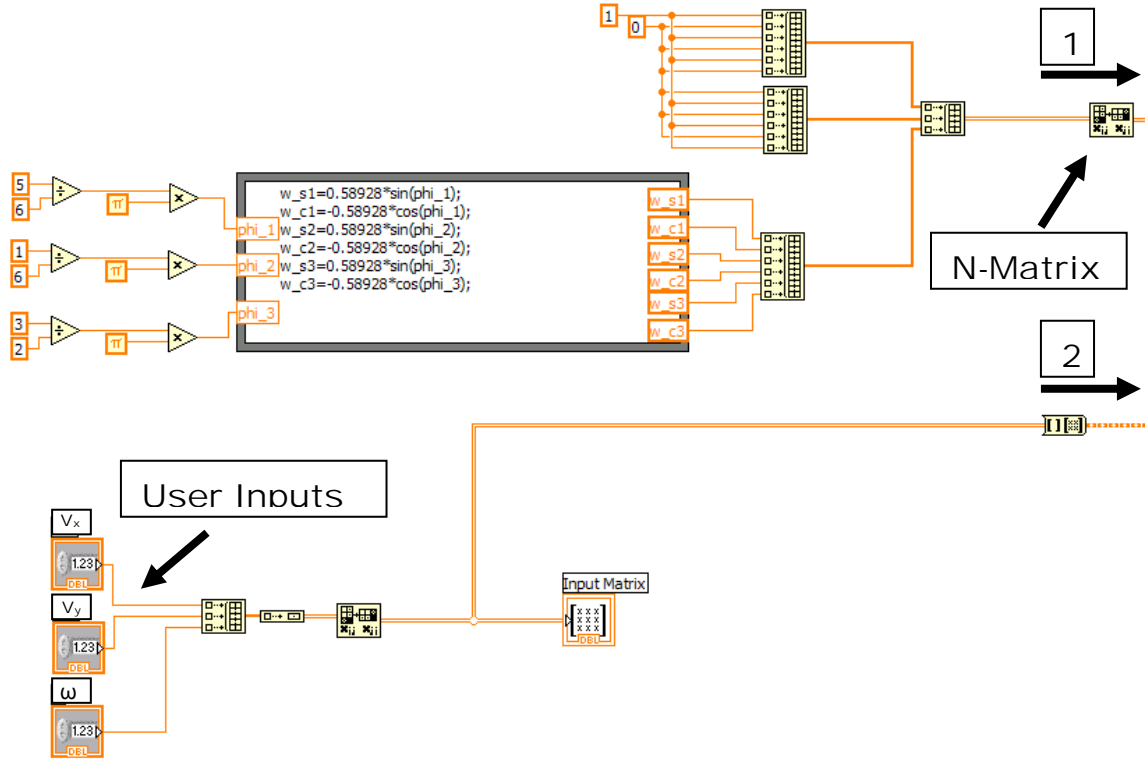 1
0
1
N-Matrix
5
6
÷
π
×
1
6
÷
π
×
3
2
÷
π
×
phi_1
phi_2
phi_3
w_s1=0.58928*sin(phi_1);
w_c1=-0.58928*cos(phi_1);
w_s2=0.58928*sin(phi_2);
w_c2=-0.58928*cos(phi_2);
w_s3=0.58928*sin(phi_3);
w_c3=-0.58928*cos(phi_3);
w_s1
w_c1
w_s2
w_c2
w_s3
w_c3
2
User Inputs
Vx
1.23
DBL
Vy
1.23
DBL
ω
1.23
DBL
Input Matrix
DBL